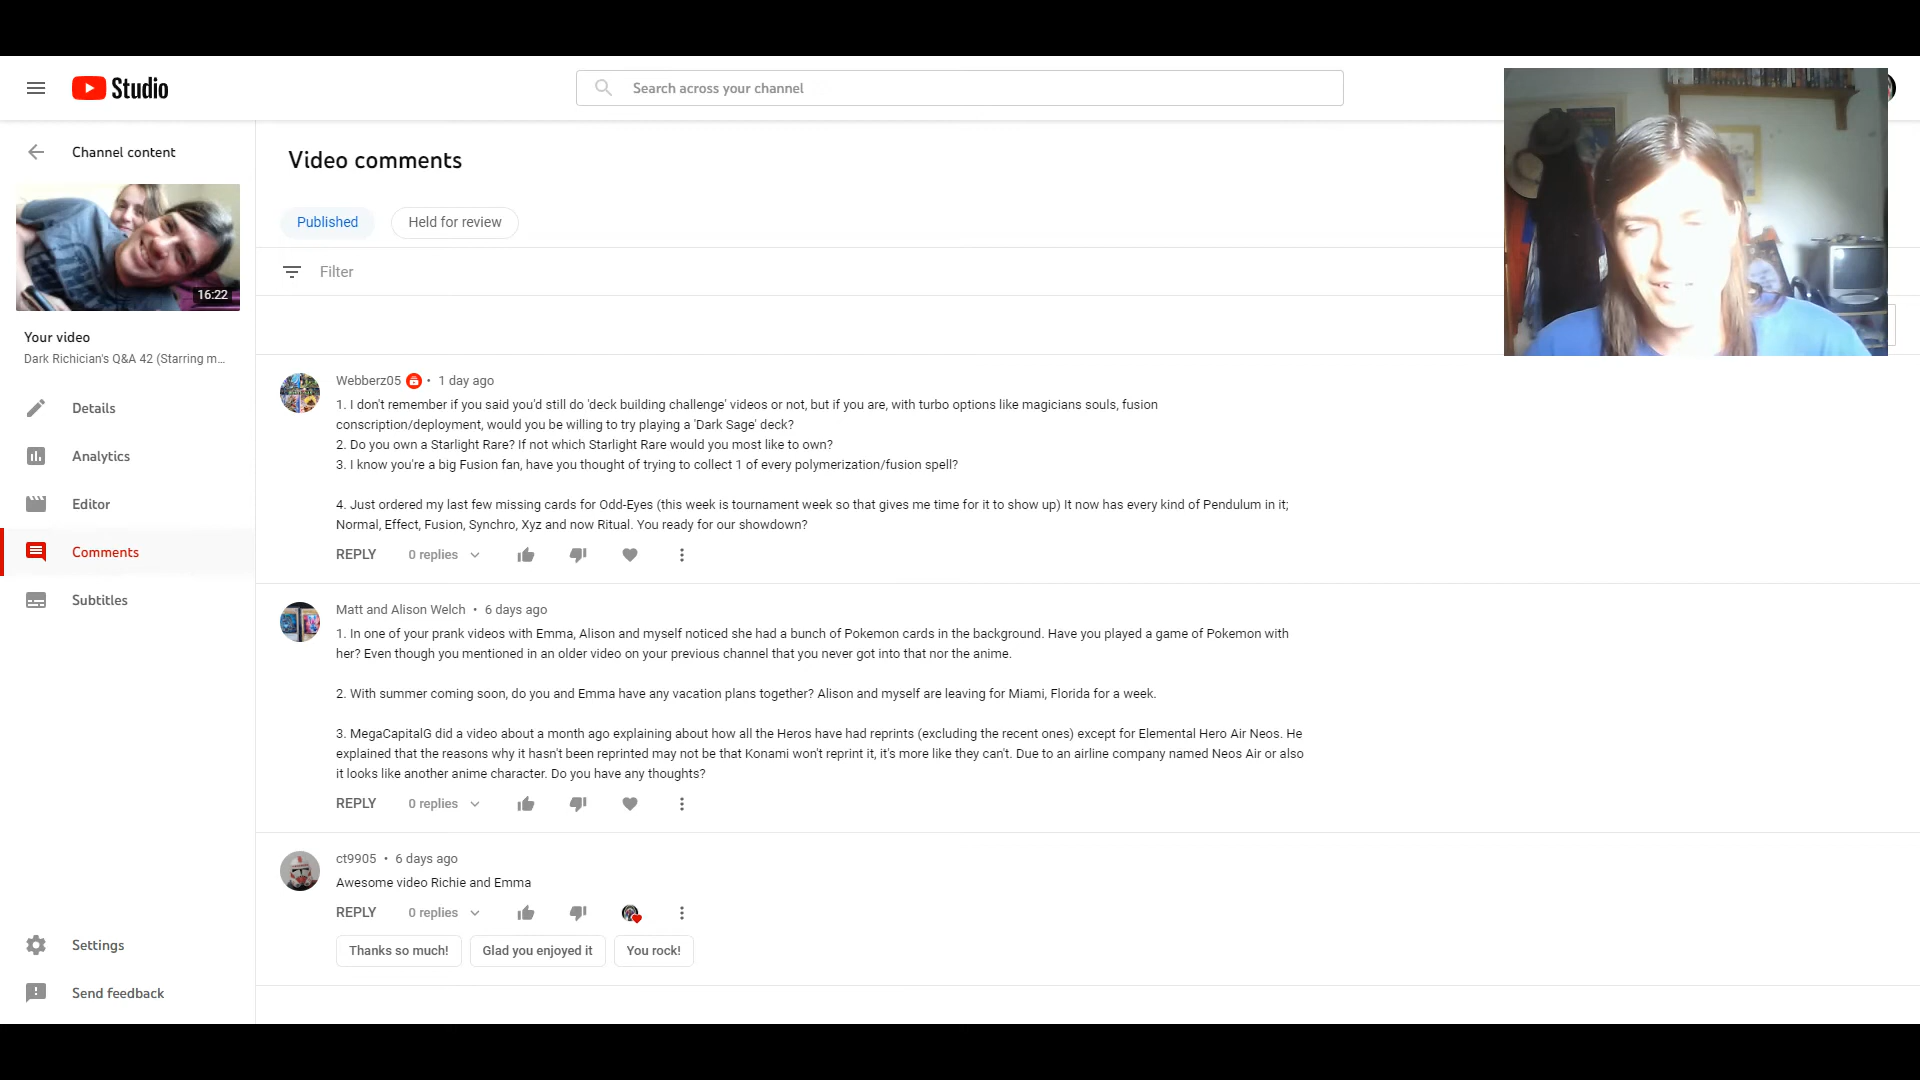 Studio
Search across your channel
Channel content
Video comments
Published
Held for review
Filter
16:22
Your video
Dark Richician's Q&A 42 (Starring m...
Details
Analytics
Editor
Comments
Subtitles
Settings
Send feedback
Webberz05 • 1 day ago
1. I don't remember if you said you'd still do 'deck building challenge' videos or not, but if you are, with turbo options like magicians souls, fusion
conscription/deployment, would you be willing to try playing a 'Dark Sage' deck?
2. Do you own a Starlight Rare? If not which Starlight Rare would you most like to own?
3. I know you're a big Fusion fan, have you thought of trying to collect 1 of every polymerization/fusion spell?
4. Just ordered my last few missing cards for Odd-Eyes (this week is tournament week so that gives me time for it to show up) It now has every kind of Pendulum in it;
Normal, Effect, Fusion, Synchro, Xyz and now Ritual. You ready for our showdown?
REPLY 0 replies
Matt and Alison Welch • 6 days ago
1. In one of your prank videos with Emma, Alison and myself noticed she had a bunch of Pokemon cards in the background. Have you played a game of Pokemon with
her? Even though you mentioned in an older video on your previous channel that you never got into that nor the anime.
2. With summer coming soon, do you and Emma have any vacation plans together? Alison and myself are leaving for Miami, Florida for a week.
3. MegaCapitalG did a video about a month ago explaining about how all the Heros have had reprints (excluding the recent ones) except for Elemental Hero Air Neos. He
explained that the reasons why it hasn't been reprinted may not be that Konami won't reprint it, it's more like they can't. Due to an airline company named Neos Air or also
it looks like another anime character. Do you have any thoughts?
REPLY 0 replies
ct9905 • 6 days ago
Awesome video Richie and Emma
REPLY 0 replies
Thanks so much!
Glad you enjoyed it
You rock!